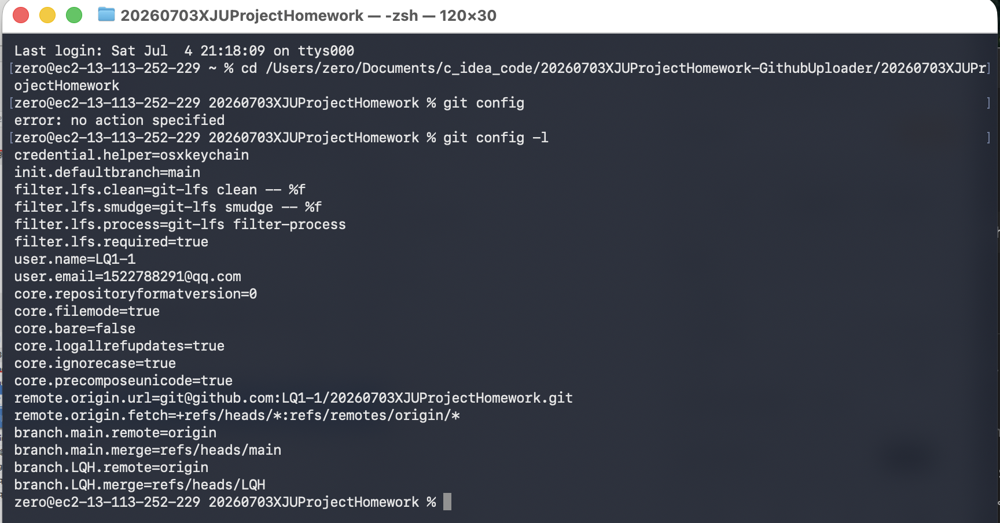 20260703XJUProjectHomework — -zsh — 120×30
Last login: Sat Jul  4 21:18:09 on ttys000
[zero@ec2-13-113-252-229 ~ % cd /Users/zero/Documents/c_idea_code/20260703XJUProjectHomework-GithubUploader/20260703XJUPr]
ojectHomework
[zero@ec2-13-113-252-229 20260703XJUProjectHomework % git config ]
error: no action specified
[zero@ec2-13-113-252-229 20260703XJUProjectHomework % git config -l ]
credential.helper=osxkeychain
init.defaultbranch=main
filter.lfs.clean=git-lfs clean -- %f
filter.lfs.smudge=git-lfs smudge -- %f
filter.lfs.process=git-lfs filter-process
filter.lfs.required=true
user.name=LQ1-1
user.email=1522788291@qq.com
core.repositoryformatversion=0
core.filemode=true
core.bare=false
core.logallrefupdates=true
core.ignorecase=true
core.precomposeunicode=true
remote.origin.url=git@github.com:LQ1-1/20260703XJUProjectHomework.git
remote.origin.fetch=+refs/heads/*:refs/remotes/origin/*
branch.main.remote=origin
branch.main.merge=refs/heads/main
branch.LQH.remote=origin
branch.LQH.merge=refs/heads/LQH
zero@ec2-13-113-252-229 20260703XJUProjectHomework %